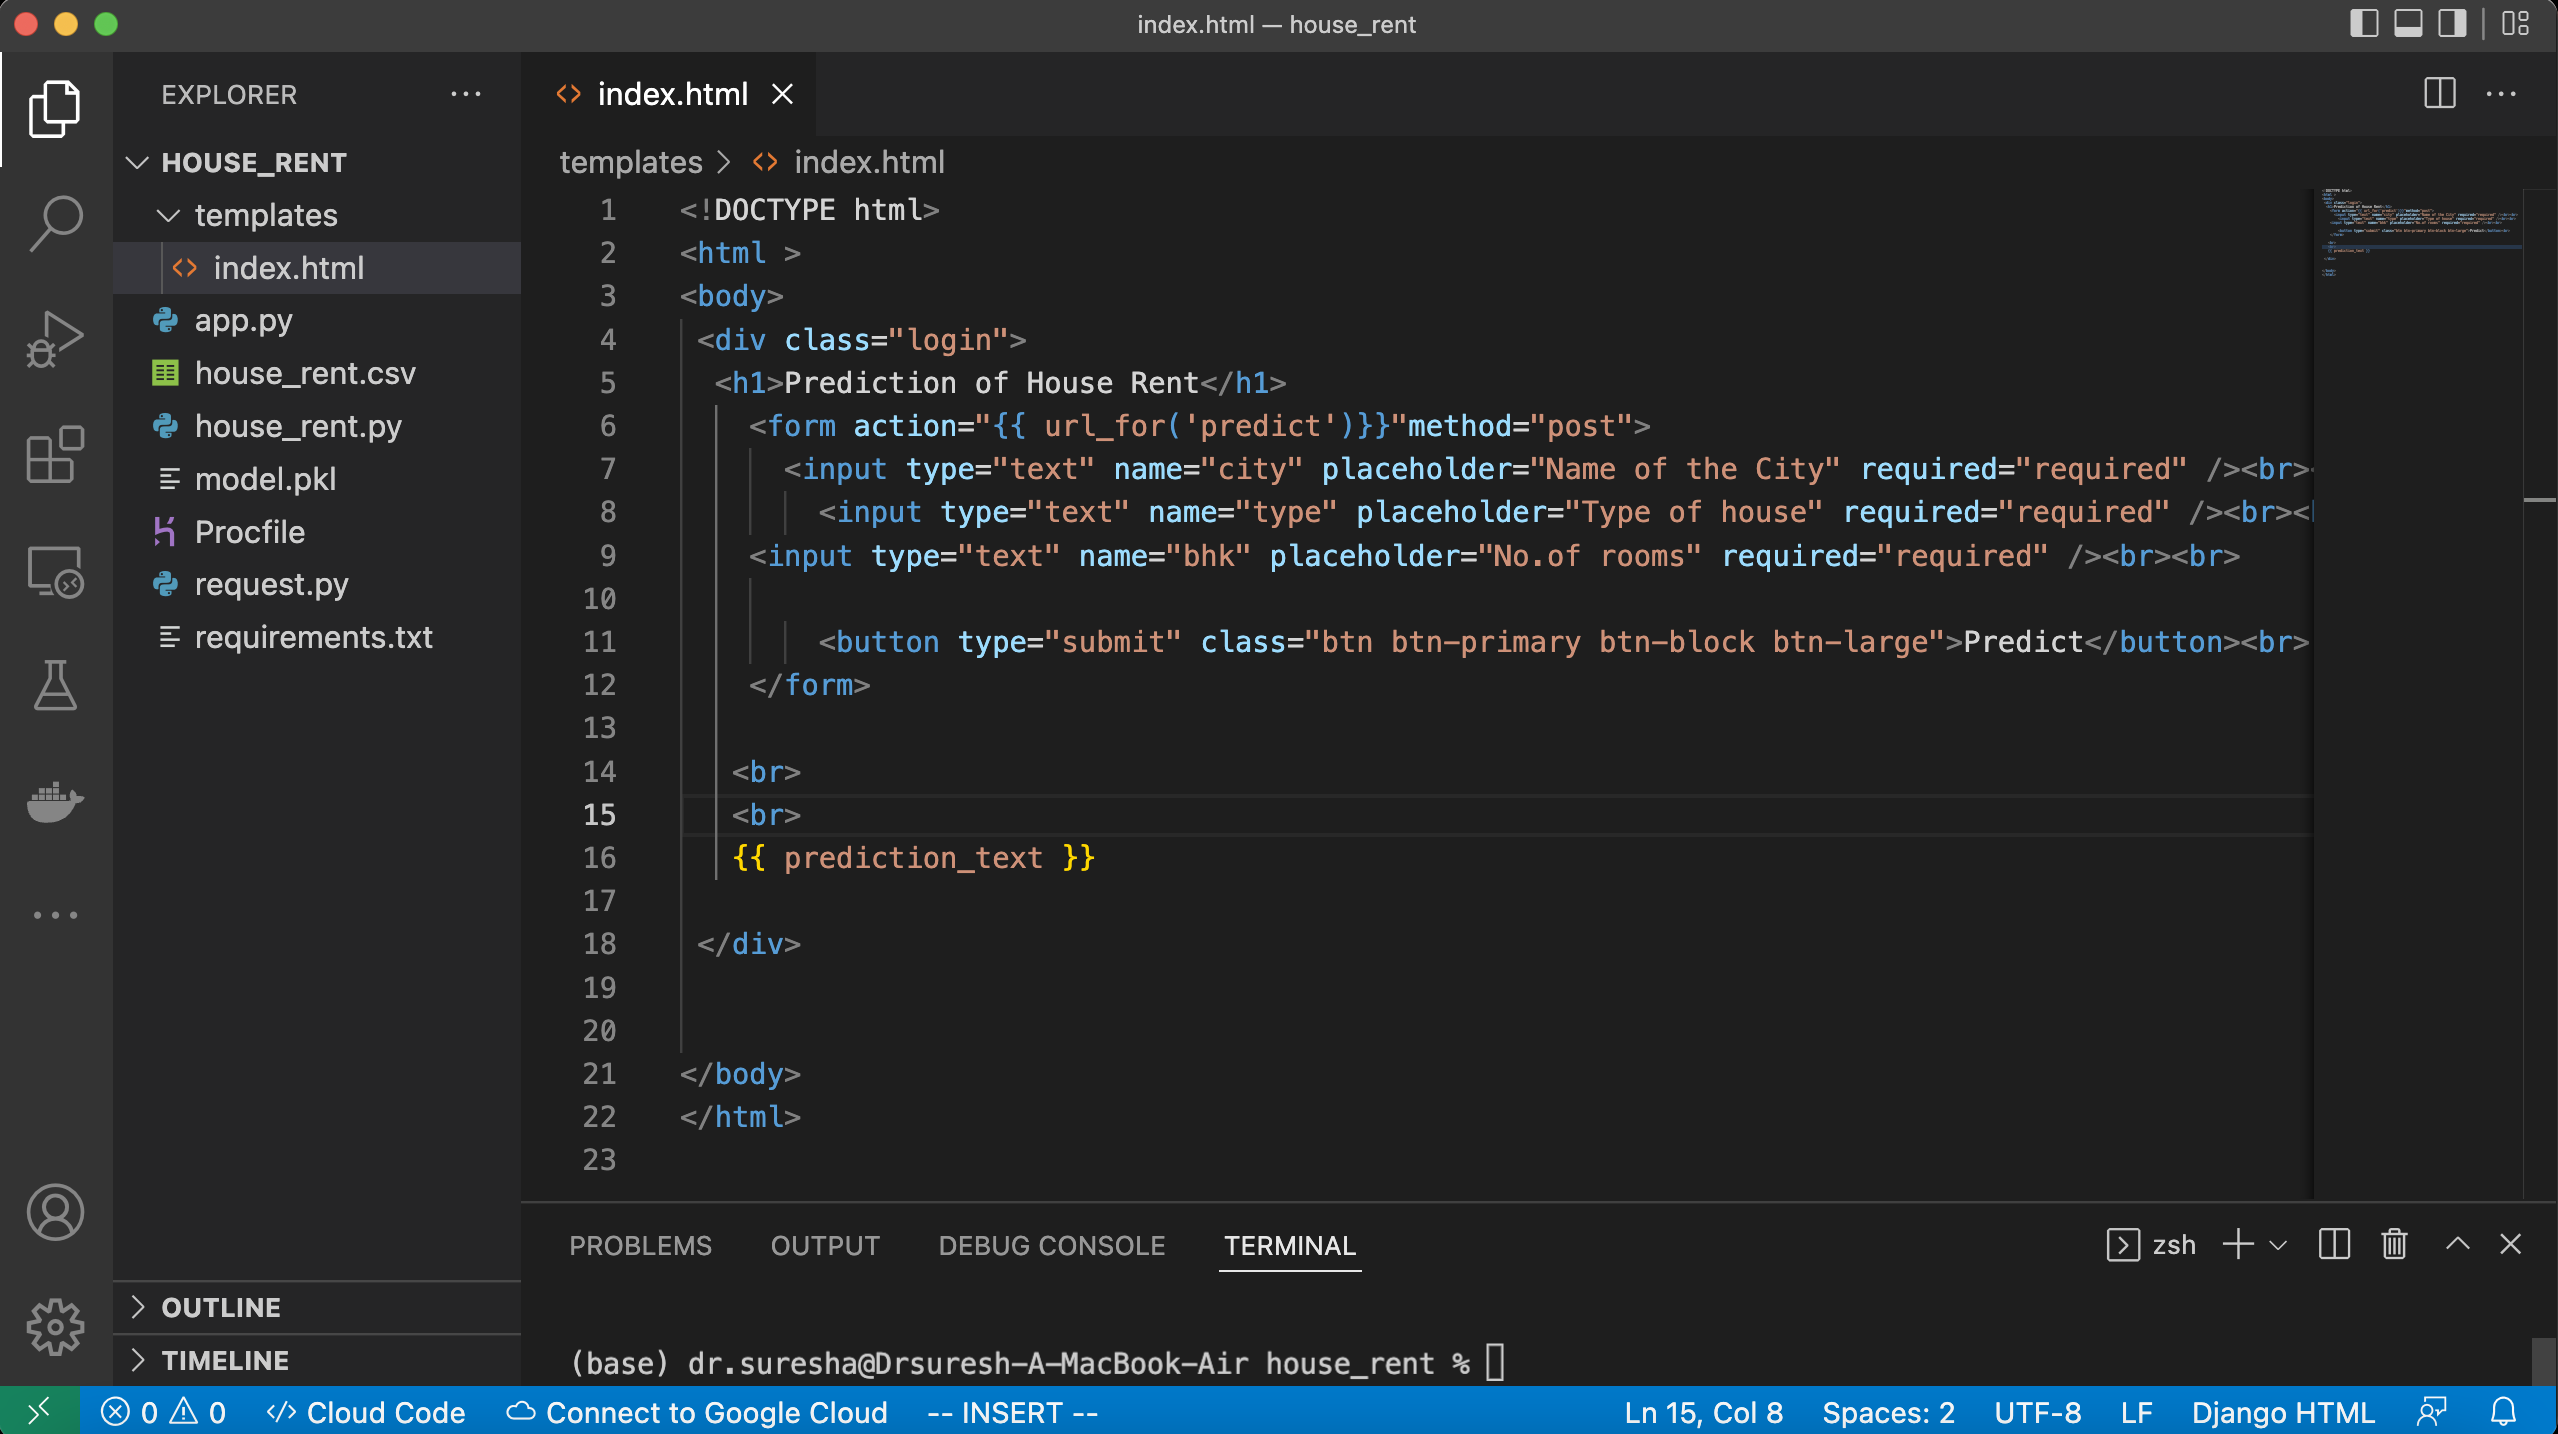 index.html — house_rent
EXPLORER
HOUSE_RENT
templates
index.html
app.py
house_rent.csv
house_rent.py
model.pkl
Procfile
request.py
requirements.txt
OUTLINE
TIMELINE
index.html
templates > index.html
1 <!DOCTYPE html>
2 <html >
3 <body>
4 <div class="login">
5 <h1>Prediction of House Rent</h1>
6 <form action="{{ url_for('predict')}}"method="post">
7 <input type="text" name="city" placeholder="Name of the City" required="required" /><br>
8 <input type="text" name="type" placeholder="Type of house" required="required" /><br><
9 <input type="text" name="bhk" placeholder="No.of rooms" required="required" /><br><br>
10
11 <button type="submit" class="btn btn-primary btn-block btn-large">Predict</button><br>
12 </form>
13
14 <br>
15 <br>
16 {{ prediction_text }}
17
18 </div>
19
20
21 </body>
22 </html>
23
PROBLEMS OUTPUT DEBUG CONSOLE TERMINAL zsh
(base) dr.suresha@Drsuresh-A-MacBook-Air house_rent %
0 0 </> Cloud Code Connect to Google Cloud -- INSERT -- Ln 15, Col 8 Spaces: 2 UTF-8 LF Django HTML